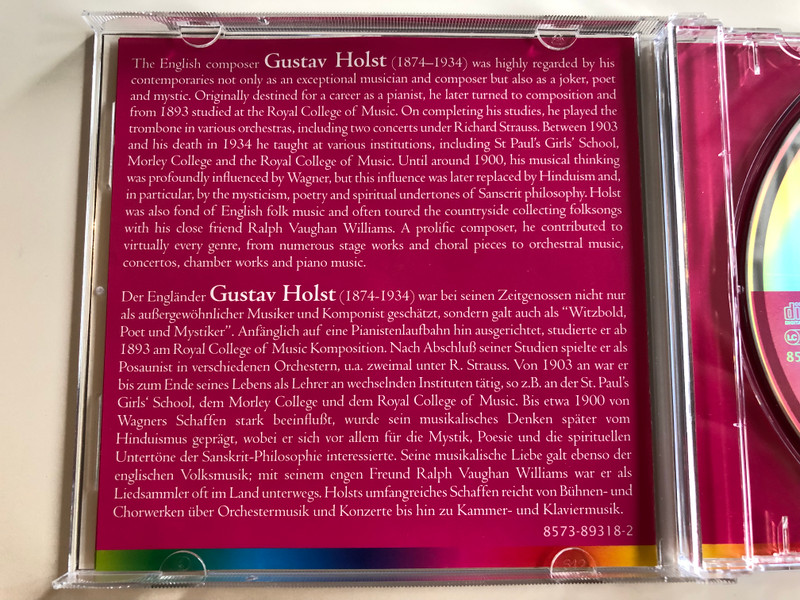 The English composer Gustav Holst (1874–1934) was highly regarded by his
contemporaries not only as an exceptional musician and composer but also as a joker, poet
and mystic. Originally destined for a career as a pianist, he later turned to composition and
from 1893 studied at the Royal College of Music. On completing his studies, he played the
trombone in various orchestras, including two concerts under Richard Strauss. Between 1903
and his death in 1934 he taught at various institutions, including St Paul's Girls' School,
Morley College and the Royal College of Music. Until around 1900, his musical thinking
was profoundly influenced by Wagner, but this influence was later replaced by Hinduism and,
in particular, by the mysticism, poetry and spiritual undertones of Sanscrit philosophy. Holst
was also fond of English folk music and often toured the countryside collecting folksongs
with his close friend Ralph Vaughan Williams. A prolific composer, he contributed to
virtually every genre, from numerous stage works and choral pieces to orchestral music,
concertos, chamber works and piano music.
Der Engländer Gustav Holst (1874-1934) war bei seinen Zeitgenossen nicht nur
als außergewöhnlicher Musiker und Komponist geschätzt, sondern galt auch als “Witzbold,
Poet und Mystiker”. Anfänglich auf eine Pianistenlaufbahn hin ausgerichtet, studierte er ab
1893 am Royal College of Music Komposition. Nach Abschluß seiner Studien spielte er als
Posaunist in verschiedenen Orchestern, u.a. zweimal unter R. Strauss. Von 1903 an war er
bis zum Ende seines Lebens als Lehrer an wechselnden Instituten tätig, so z.B. an der St. Paul's
Girls' School, dem Morley College und dem Royal College of Music. Bis etwa 1900 von
Wagners Schaffen stark beeinflußt, wurde sein musikalisches Denken später vom
Hinduismus geprägt, wobei er sich vor allem für die Mystik, Poesie und die spirituellen
Untertöne der Sanskrit-Philosophie interessierte. Seine musikalische Liebe galt ebenso der
englischen Volksmusik; mit seinem engen Freund Ralph Vaughan Williams war er als
Liedsammler oft im Land unterwegs. Holsts umfangreiches Schaffen reicht von Bühnen- und
Chorwerken über Orchestermusik und Konzerte bis hin zu Kammer- und Klaviermusik.
8573-89318-2
LC
85